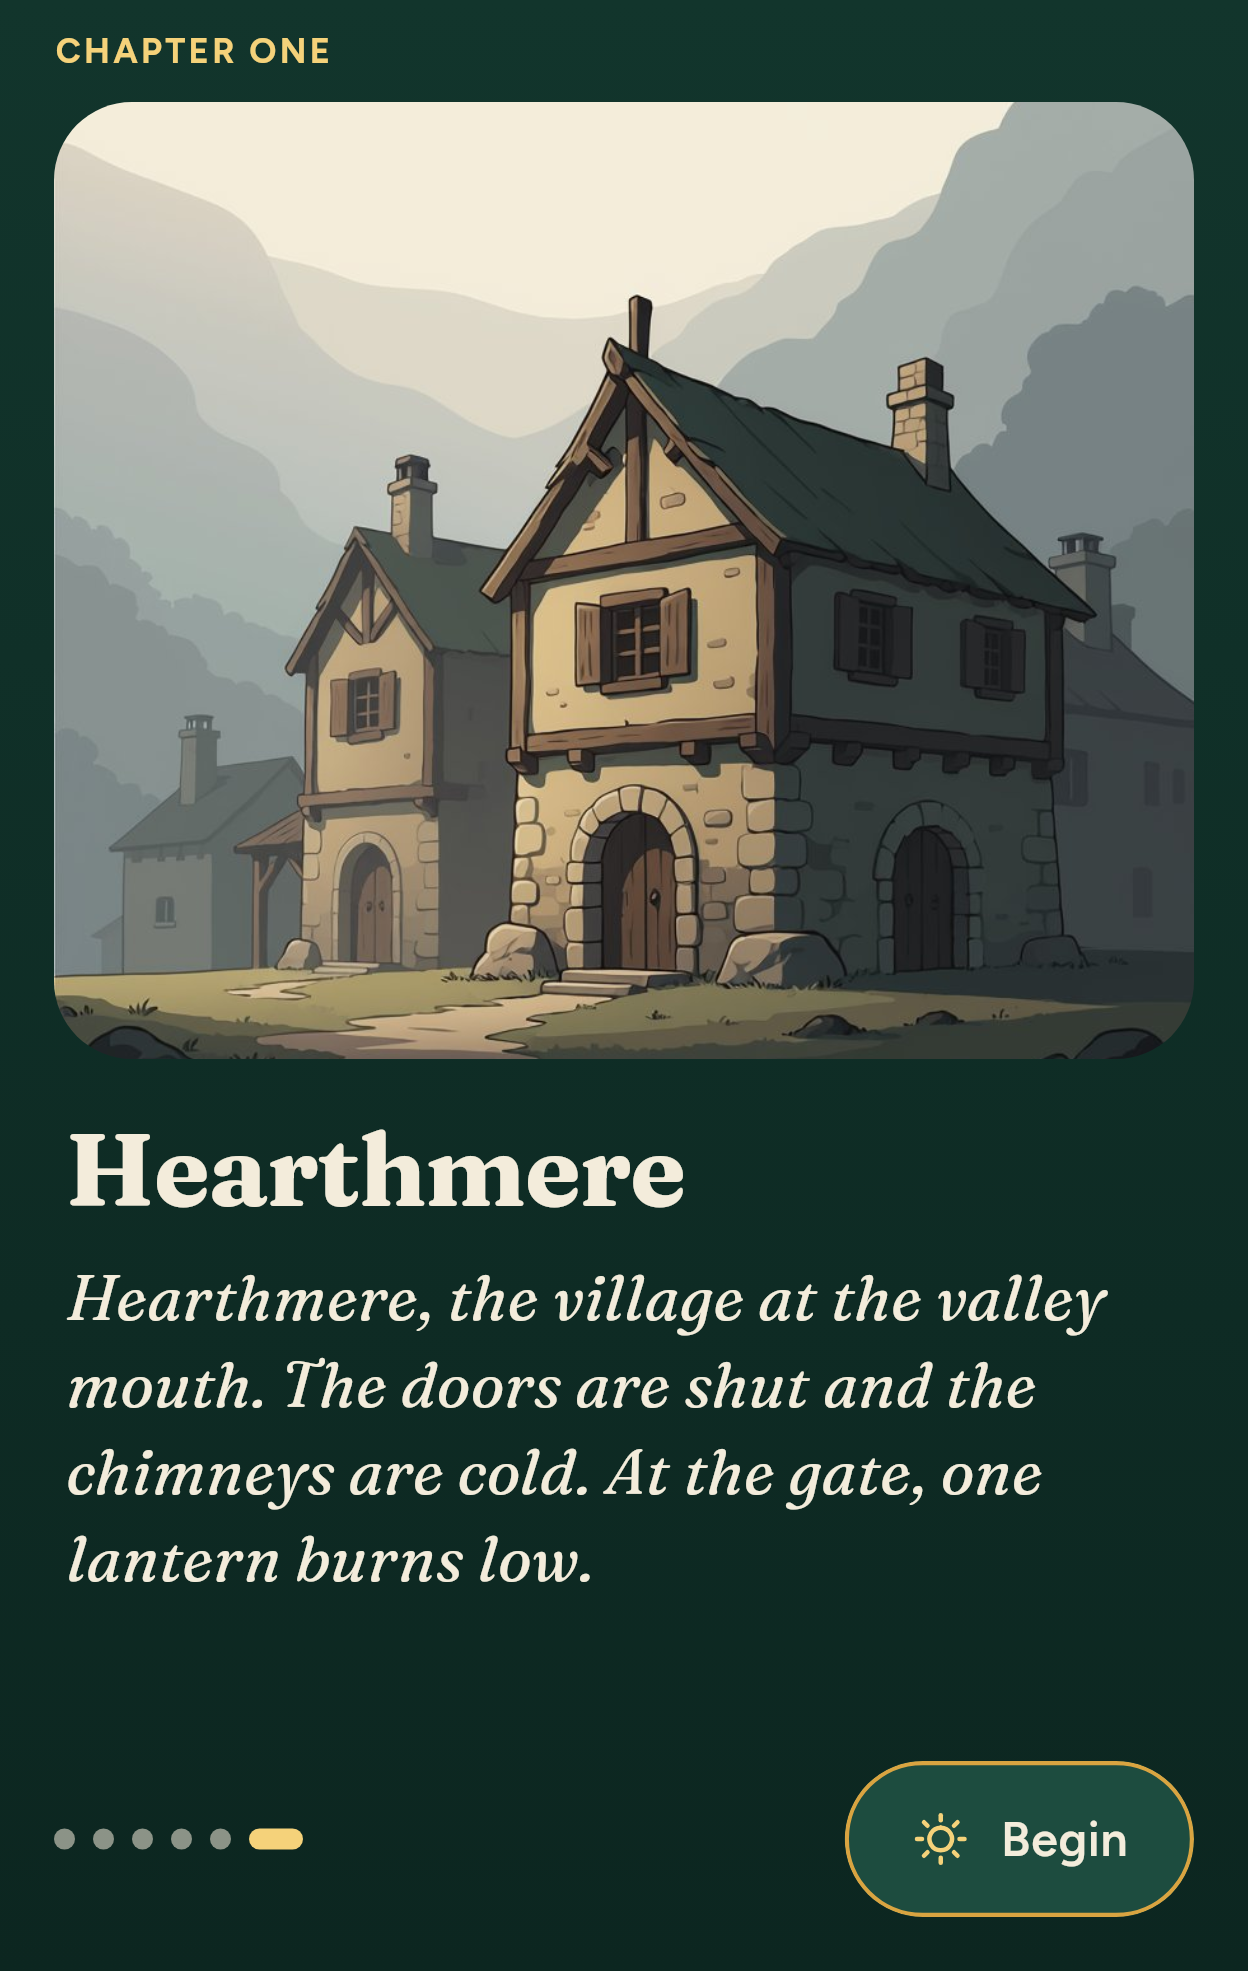 CHAPTER ONE
Hearthmere
Hearthmere, the village at the valley
mouth. The doors are shut and the
chimneys are cold. At the gate, one
lantern burns low.
Begin